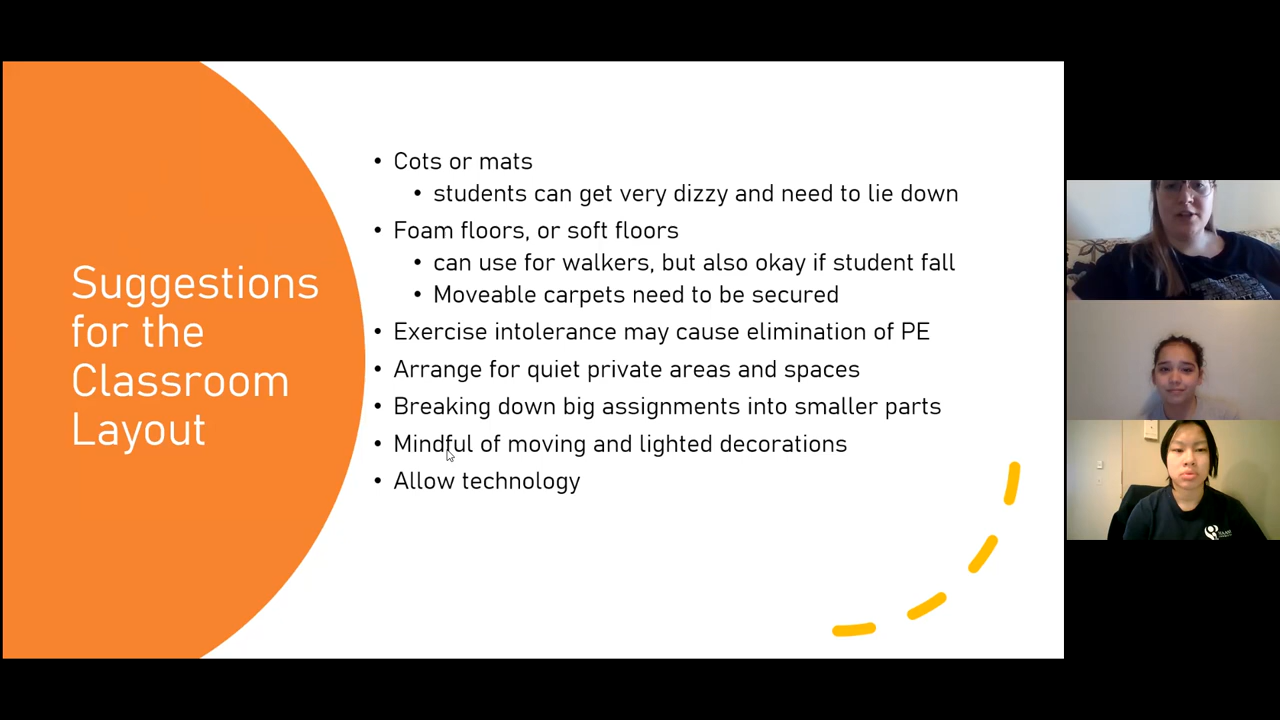 Suggestions
for the
Classroom
Layout
• Cots or mats
• students can get very dizzy and need to lie down
• Foam floors, or soft floors
• can use for walkers, but also okay if student fall
• Moveable carpets need to be secured
• Exercise intolerance may cause elimination of PE
• Arrange for quiet private areas and spaces
• Breaking down big assignments into smaller parts
• Mindful of moving and lighted decorations
• Allow technology